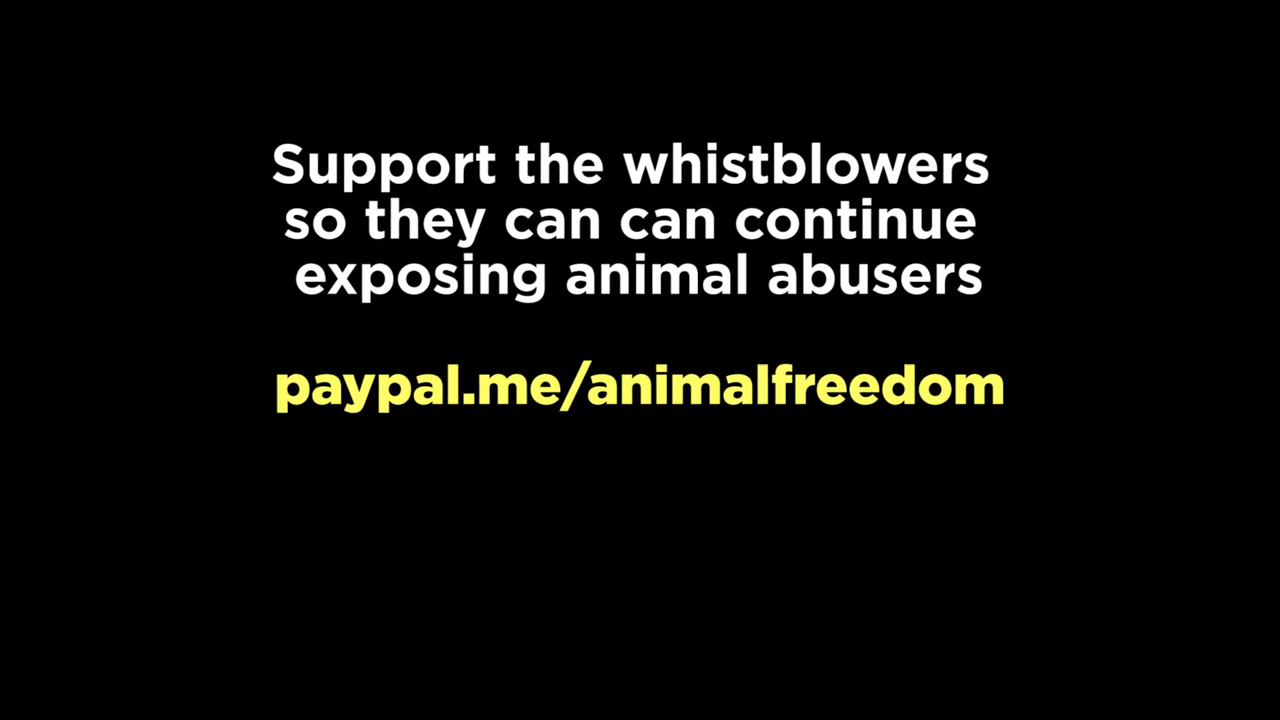 Support the whistblowers
so they can can continue
exposing animal abusers
paypal.me/animalfreedom